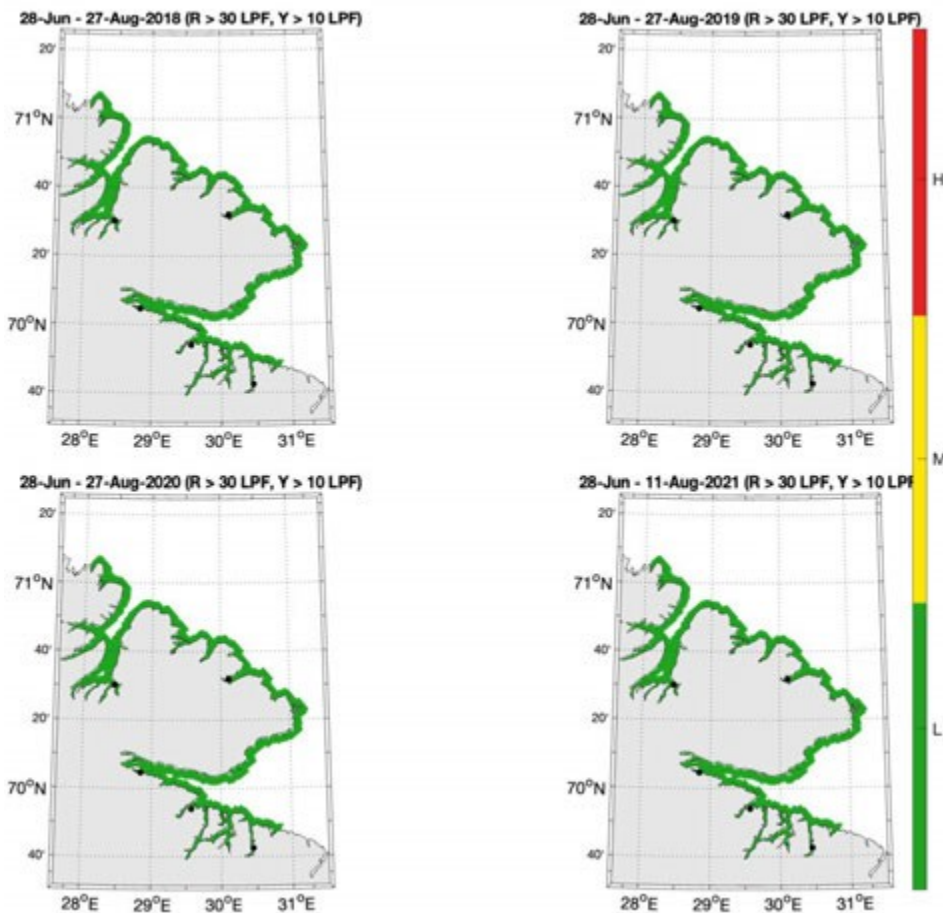 28-Jun - 27-Aug-2018 (R > 30 LPF, Y > 10 LPF)
28-Jun - 27-Aug-2019 (R > 30 LPF, Y > 10 LPF)
20'
20'
71°N
71°N
40'
40'
H
20'
20'
70°N
70°N
40'
40'
28°E 29°E 30°E 31°E
28°E 29°E 30°E 31°E
M
28-Jun - 27-Aug-2020 (R > 30 LPF, Y > 10 LPF)
28-Jun - 11-Aug-2021 (R > 30 LPF, Y > 10 LPF
20'
20'
71°N
71°N
40'
40'
20'
20'
L
70°N
70°N
40'
40'
28°E 29°E 30°E 31°E
28°E 29°E 30°E 31°E